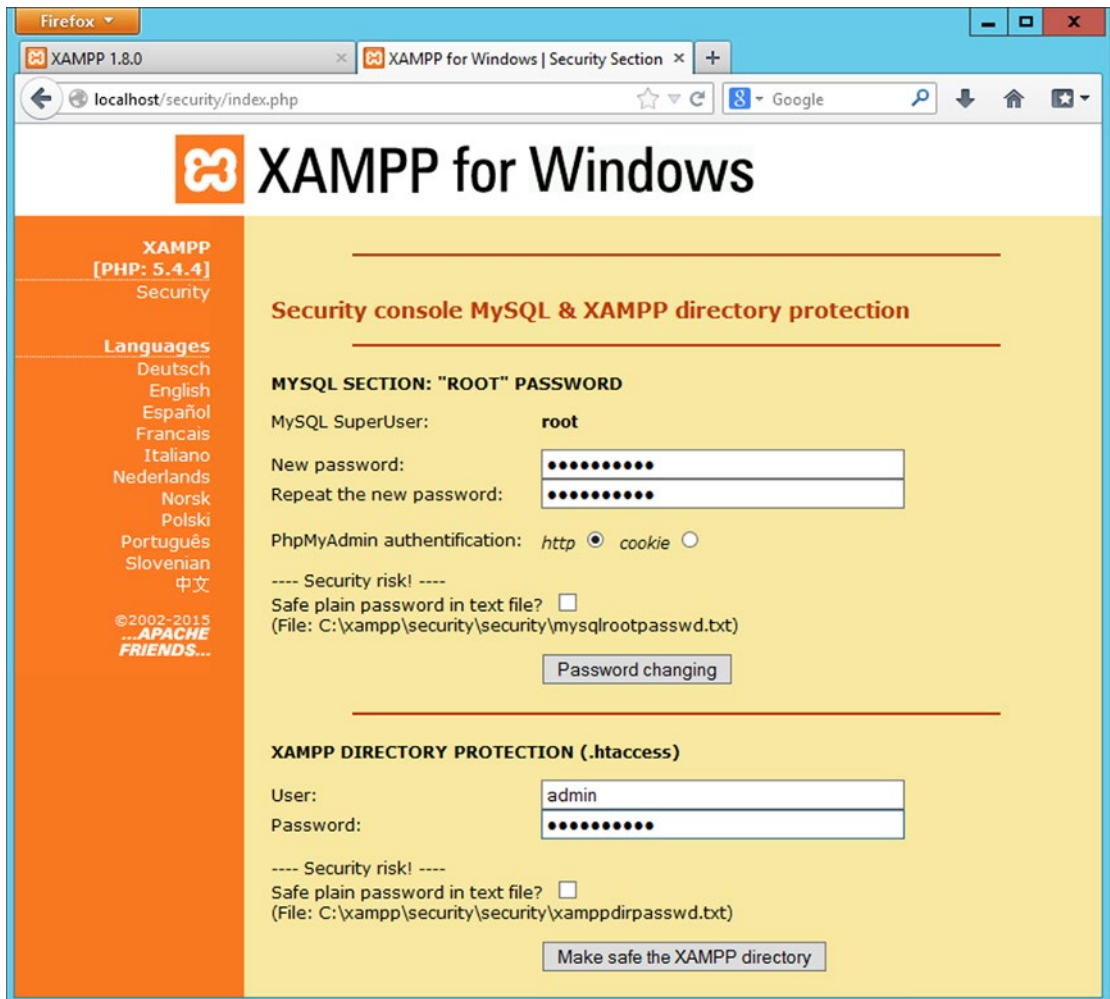 Firefox
XAMPP 1.8.0
XAMPP for Windows | Security Section
localhost/security/index.php
Google
XAMPP for Windows
XAMPP
[PHP: 5.4.4]
Security
Languages
Deutsch
English
Español
Francais
Italiano
Nederlands
Norsk
Polski
Português
Slovenian
中文
©2002-2015
...APACHE
FRIENDS...
Security console MySQL & XAMPP directory protection
MYSQL SECTION: "ROOT" PASSWORD
MySQL SuperUser: root
New password: ●●●●●●●●●●
Repeat the new password: ●●●●●●●●●●
PhpMyAdmin authentification: http cookie
---- Security risk! ----
Safe plain password in text file?
(File: C:\xampp\security\security\mysqlrootpasswd.txt)
Password changing
XAMPP DIRECTORY PROTECTION (.htaccess)
User: admin
Password: ●●●●●●●●●●
---- Security risk! ----
Safe plain password in text file?
(File: C:\xampp\security\security\xamppdirpasswd.txt)
Make safe the XAMPP directory